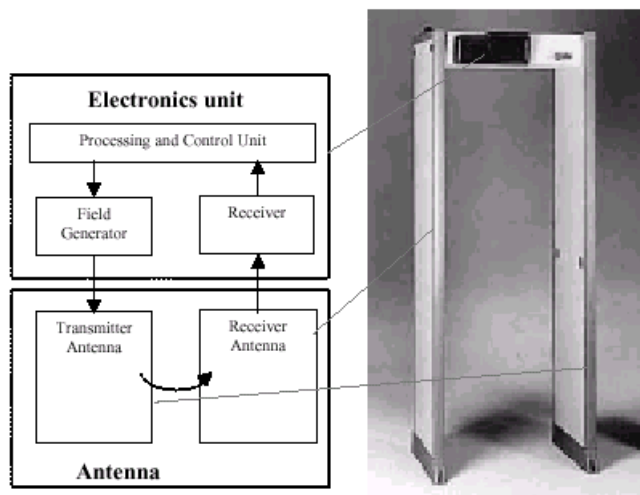 Electronics unit
Processing and Control Unit
Field
Generator
Receiver
Transmitter
Antenna
Receiver
Antenna
Antenna